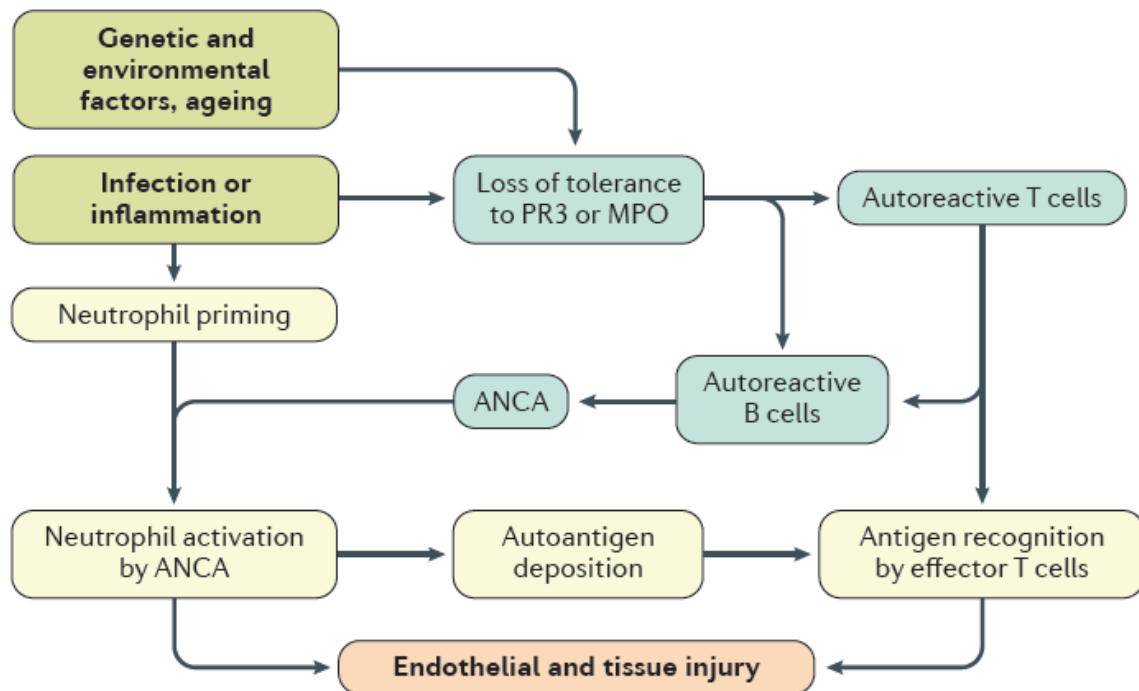 Genetic and
environmental
factors, ageing
Infection or
inflammation
Loss of tolerance
to PR3 or MPO
Autoreactive T cells
Neutrophil priming
ANCA
Autoreactive
B cells
Neutrophil activation
by ANCA
Autoantigen
deposition
Antigen recognition
by effector T cells
Endothelial and tissue injury